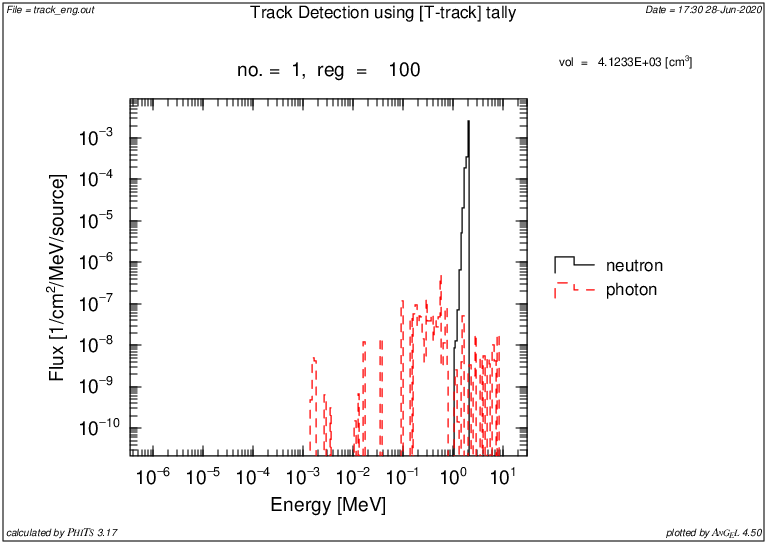 File = track_eng.out
Track Detection using [T-track] tally
Date = 17:30 28-Jun-2020
no. = 1, reg = 100
vol = 4.1233E+03 [cm³]
Flux [1/cm²/MeV/source]
10⁻³
10⁻⁴
10⁻⁵
10⁻⁶
10⁻⁷
10⁻⁸
10⁻⁹
10⁻¹⁰
neutron
photon
10⁻⁶ 10⁻⁵ 10⁻⁴ 10⁻³ 10⁻² 10⁻¹ 10⁰ 10¹
Energy [MeV]
calculated by PHITS 3.17
plotted by ANGEL 4.50